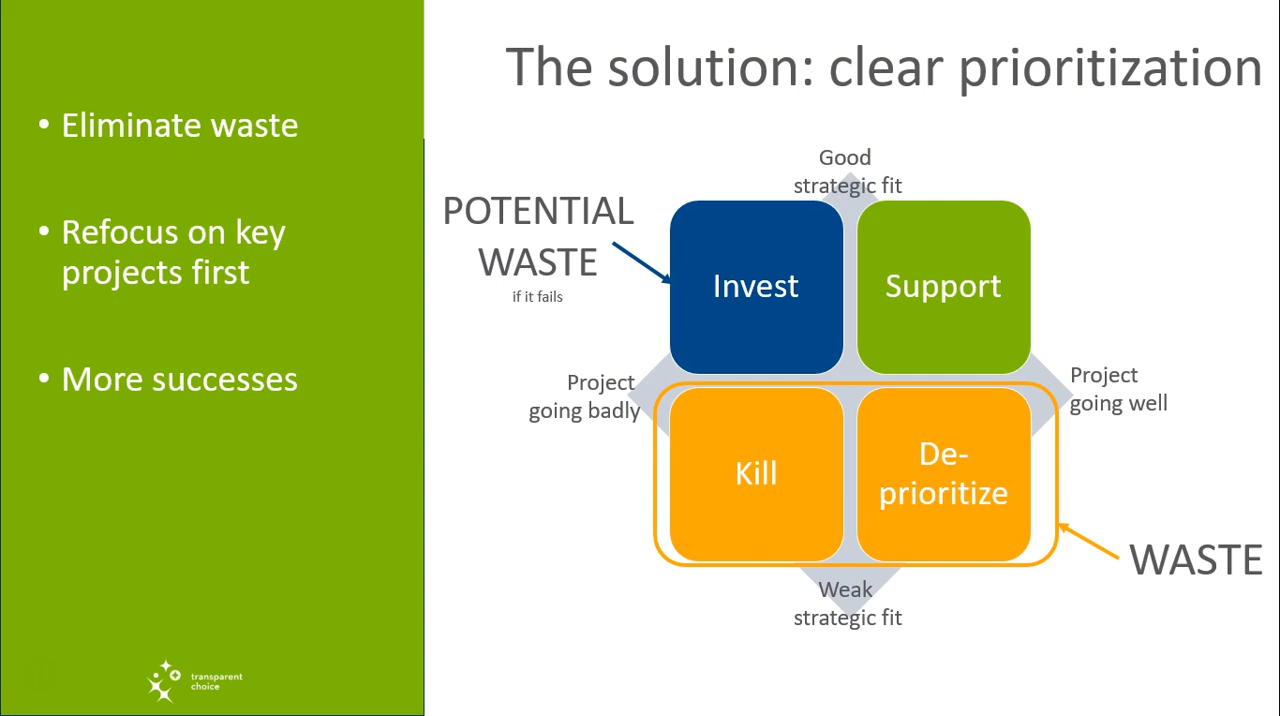 The solution: clear prioritization
• Eliminate waste
• Refocus on key
projects first
• More successes
transparent
choice
Good
strategic fit
POTENTIAL
WASTE
if it fails
Invest
Support
Project
going badly
Project
going well
Kill
De-
prioritize
WASTE
Weak
strategic fit